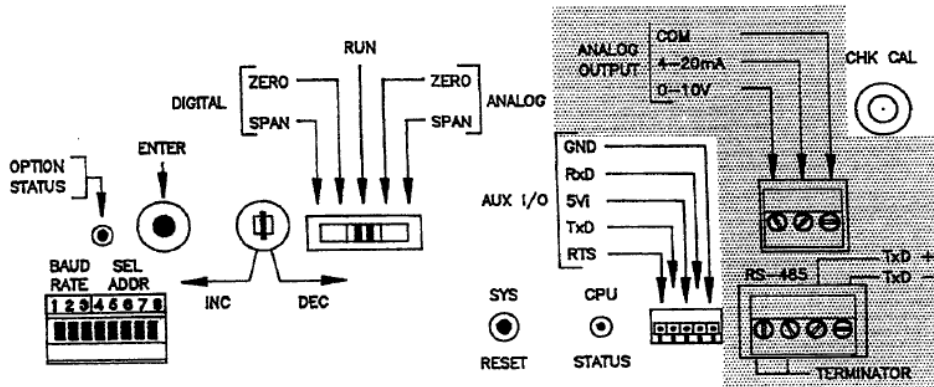 RUN
DIGITAL
ZERO
SPAN
ZERO
SPAN
ANALOG
OPTION
STATUS
ENTER
INC
DEC
BAUD
RATE
SEL
ADDR
1 2 3 4 5 6 7 8
ANALOG
OUTPUT
COM
4-20mA
0-10V
CHK CAL
AUX I/O
GND
RxD
5Vi
TxD
RTS
SYS
RESET
CPU
STATUS
RS-485
TxD +
TxD -
TERMINATOR